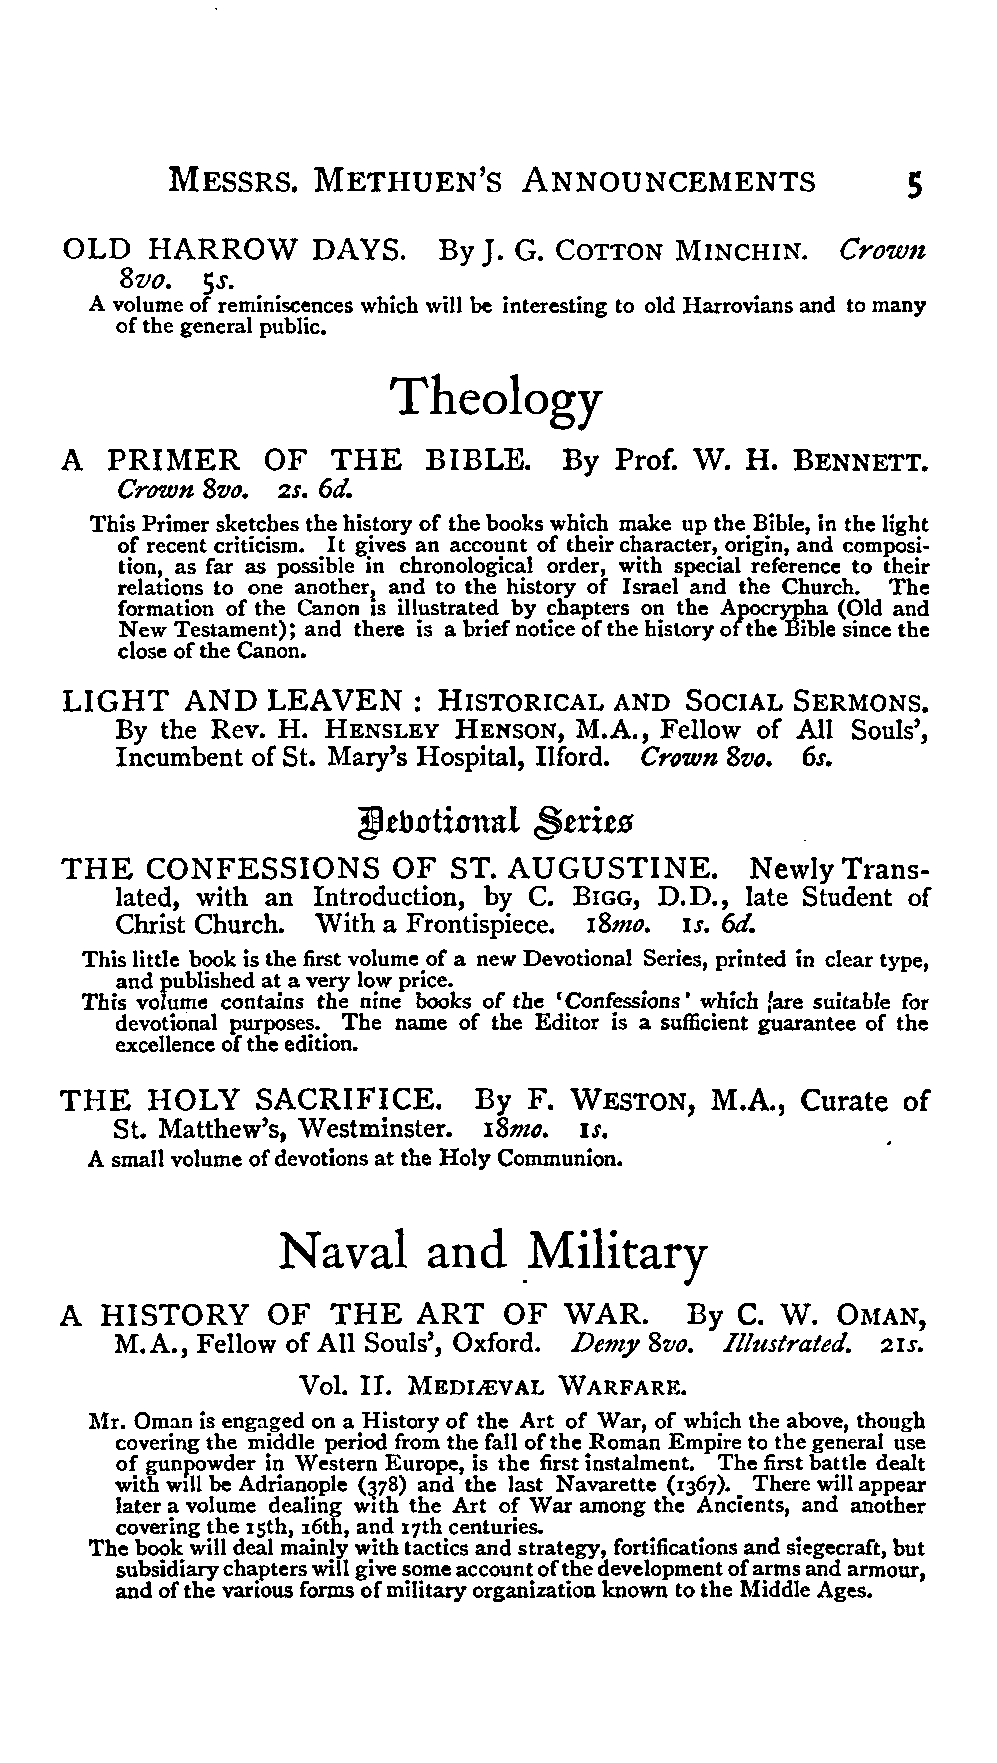 MESSRS. METHUEN'S ANNOUNCEMENTS 5
OLD HARROW DAYS. By J. G. COTTON MINCHIN. Crown
8vo. 5s.
A volume of reminiscences which will be interesting to old Harrovians and to many
of the general public.
Theology
A PRIMER OF THE BIBLE. By Prof. W. H. BENNETT.
Crown 8vo. 2s. 6d.
This Primer sketches the history of the books which make up the Bible, in the light
of recent criticism. It gives an account of their character, origin, and composi-
tion, as far as possible in chronological order, with special reference to their
relations to one another, and to the history of Israel and the Church. The
formation of the Canon is illustrated by chapters on the Apocrypha (Old and
New Testament); and there is a brief notice of the history of the Bible since the
close of the Canon.
LIGHT AND LEAVEN : HISTORICAL AND SOCIAL SERMONS.
By the Rev. H. HENSLEY HENSON, M.A., Fellow of All Souls',
Incumbent of St. Mary's Hospital, Ilford. Crown 8vo. 6s.
Devotional Series
THE CONFESSIONS OF ST. AUGUSTINE. Newly Trans-
lated, with an Introduction, by C. BIGG, D.D., late Student of
Christ Church. With a Frontispiece. 18mo. 1s. 6d.
This little book is the first volume of a new Devotional Series, printed in clear type,
and published at a very low price.
This volume contains the nine books of the 'Confessions' which are suitable for
devotional purposes. The name of the Editor is a sufficient guarantee of the
excellence of the edition.
THE HOLY SACRIFICE. By F. WESTON, M.A., Curate of
St. Matthew's, Westminster. 18mo. 1s.
A small volume of devotions at the Holy Communion.
Naval and Military
A HISTORY OF THE ART OF WAR. By C. W. OMAN,
M.A., Fellow of All Souls', Oxford. Demy 8vo. Illustrated. 21s.
Vol. II. MEDIÆVAL WARFARE.
Mr. Oman is engaged on a History of the Art of War, of which the above, though
covering the middle period from the fall of the Roman Empire to the general use
of gunpowder in Western Europe, is the first instalment. The first battle dealt
with will be Adrianople (378) and the last Navarette (1367). There will appear
later a volume dealing with the Art of War among the Ancients, and another
covering the 15th, 16th, and 17th centuries.
The book will deal mainly with tactics and strategy, fortifications and siegecraft, but
subsidiary chapters will give some account of the development of arms and armour,
and of the various forms of military organization known to the Middle Ages.